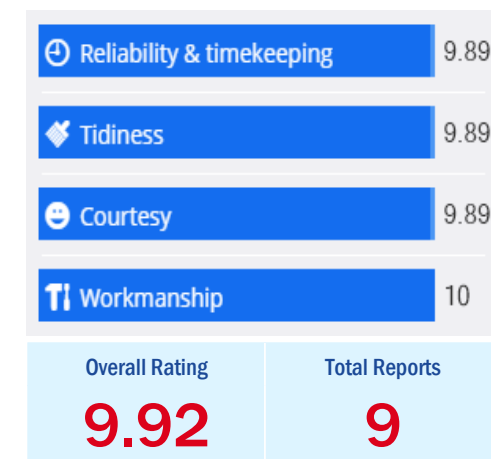 Reliability & timekeeping 9.89
Tidiness 9.89
Courtesy 9.89
Workmanship 10
Overall Rating Total Reports
9.92 9